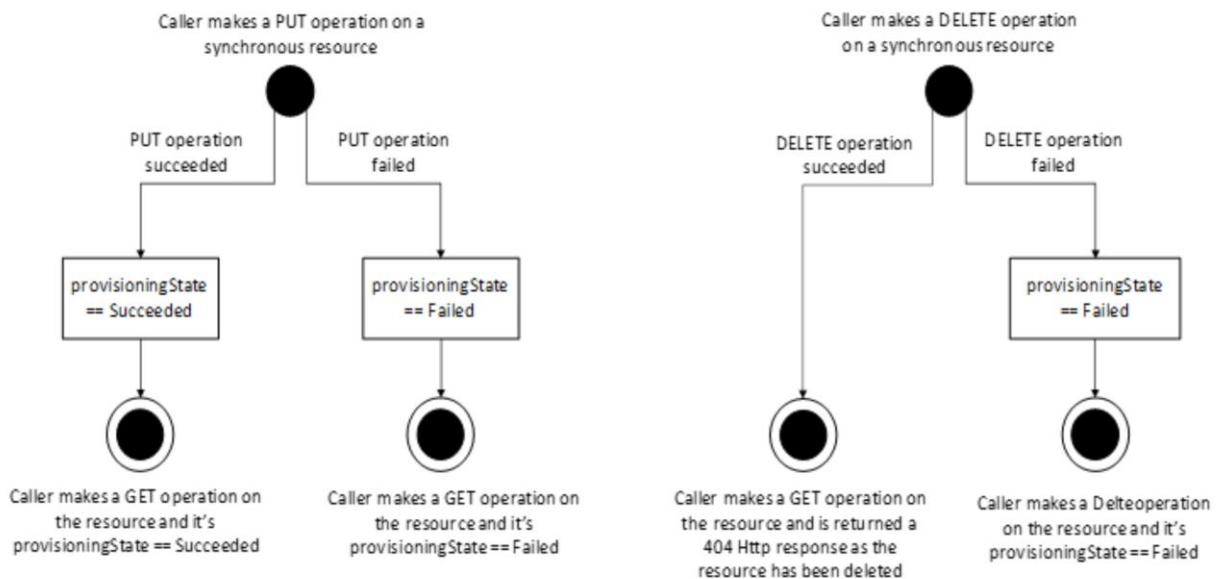 Caller makes a PUT operation on a
synchronous resource
PUT operation
succeeded
PUT operation
failed
provisioningState
== Succeeded
provisioningState
== Failed
Caller makes a GET operation on
the resource and it's
provisioningState == Succeeded
Caller makes a GET operation on
the resource and it's
provisioningState == Failed
Caller makes a DELETE operation
on a synchronous resource
DELETE operation
succeeded
DELETE operation
failed
provisioningState
== Failed
Caller makes a GET operation on
the resource and is returned a
404 Http response as the
resource has been deleted
Caller makes a Delteoperation
on the resource and it's
provisioningState == Failed